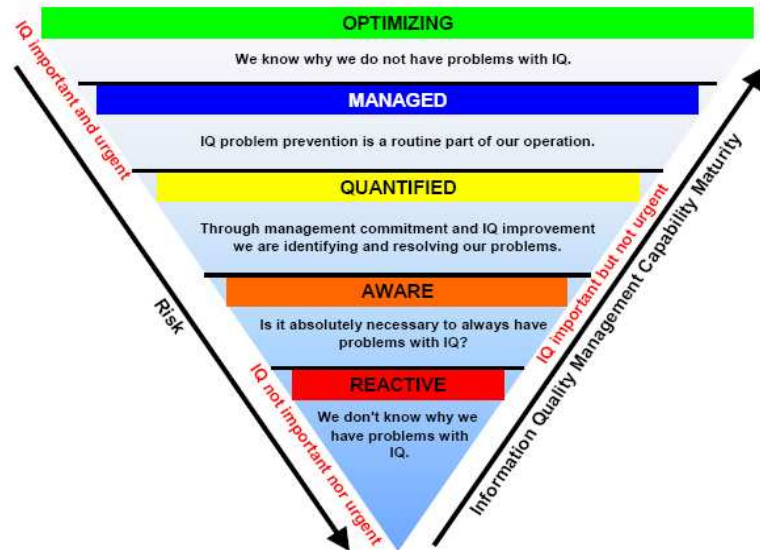 OPTIMIZING
We know why we do not have problems with IQ.
MANAGED
IQ problem prevention is a routine part of our operation.
QUANTIFIED
Through management commitment and IQ improvement
we are identifying and resolving our problems.
AWARE
Is it absolutely necessary to always have
problems with IQ?
REACTIVE
We don't know why we
have problems with
IQ.
IQ important and urgent
Risk
IQ not important nor urgent
IQ important but not urgent
Information Quality Management Capability Maturity